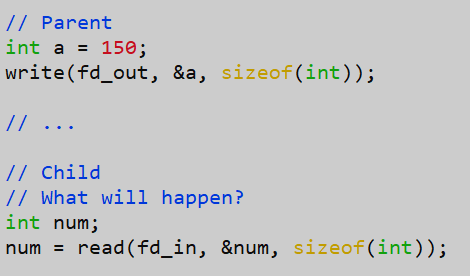 // Parent
int a = 150;
write(fd_out, &a, sizeof(int));
// ...
// Child
// What will happen?
int num;
num = read(fd_in, &num, sizeof(int));